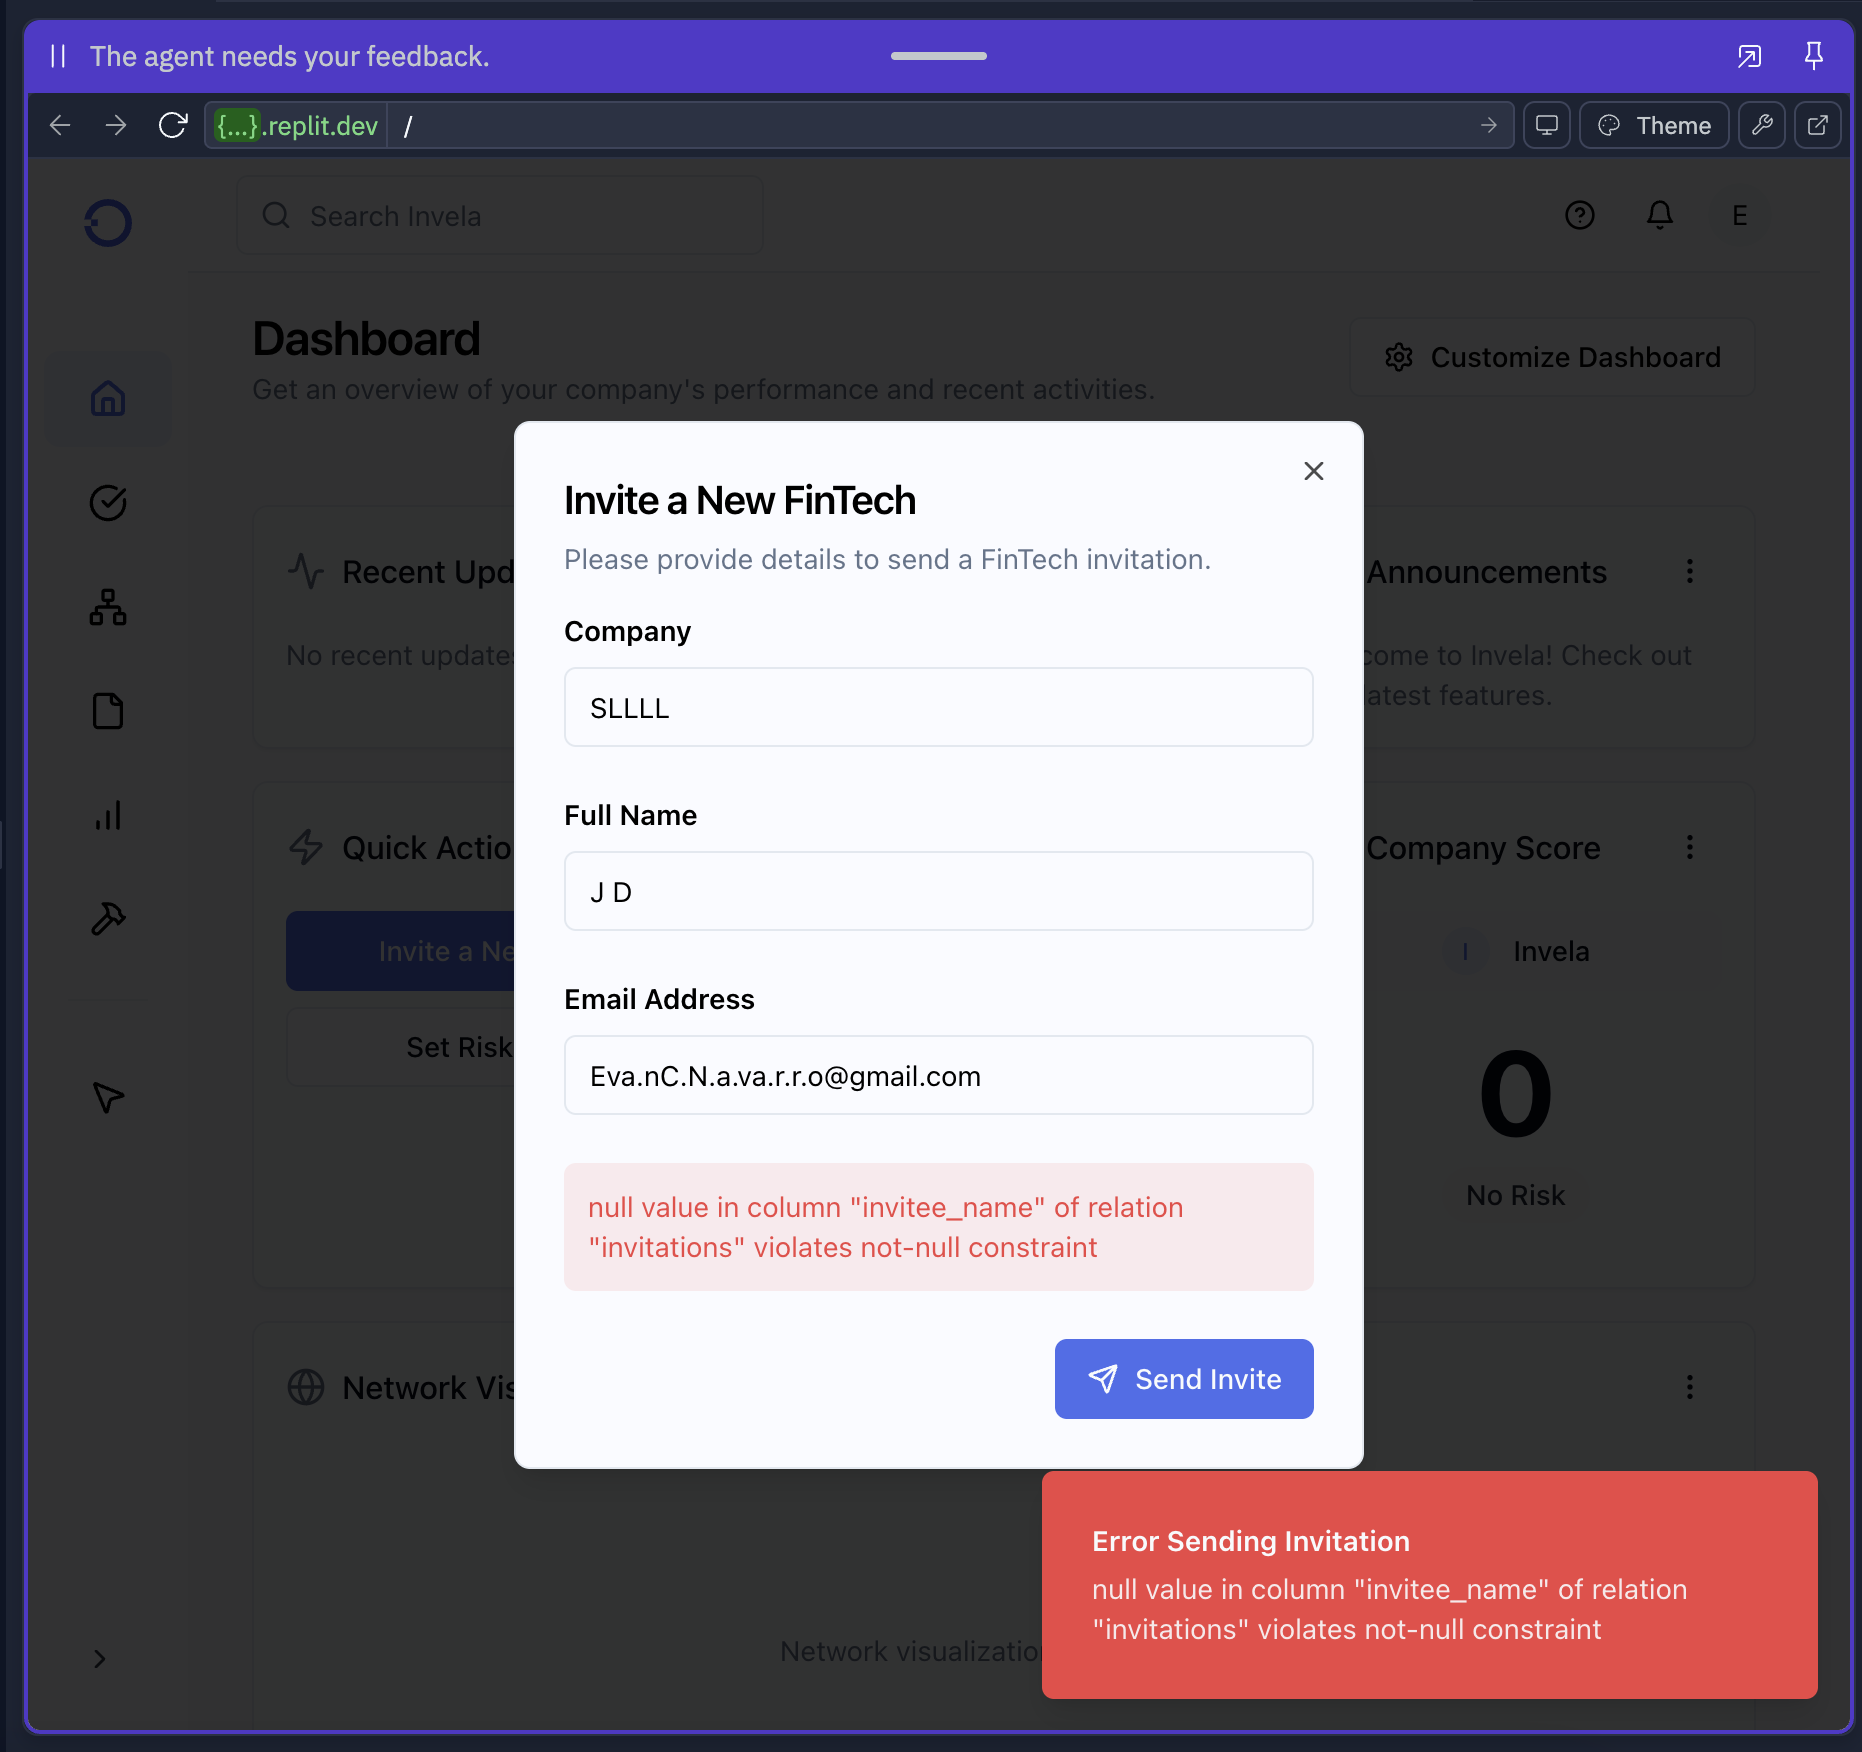 The agent needs your feedback.
{...}.replit.dev /
Theme
Search Invela
E
Dashboard
Get an overview of your company's performance and recent activities.
Customize Dashboard
Recent Upd
No recent updates
Announcements
come to Invela! Check out
atest features.
Quick Actio
Invite a Ne
Set Risk
Company Score
I
Invela
0
No Risk
Network Vis
Network visualization
Invite a New FinTech
Please provide details to send a FinTech invitation.
Company
SLLLL
Full Name
J D
Email Address
Eva.nC.N.a.va.r.r.o@gmail.com
null value in column "invitee_name" of relation
"invitations" violates not-null constraint
Send Invite
Error Sending Invitation
null value in column "invitee_name" of relation
"invitations" violates not-null constraint